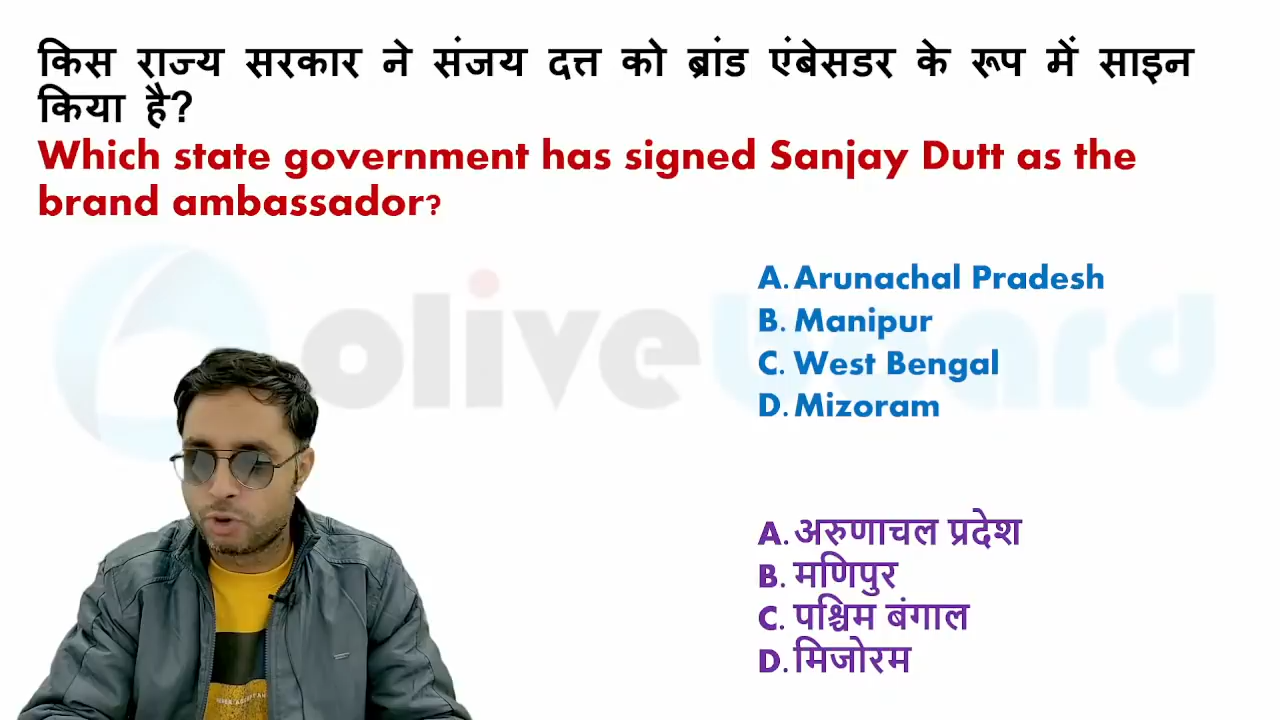 किस राज्य सरकार ने संजय दत्त को ब्रांड एंबेसडर के रूप में साइन
किया है?
Which state government has signed Sanjay Dutt as the
brand ambassador?
oliveboard
A. Arunachal Pradesh
B. Manipur
C. West Bengal
D. Mizoram
A. अरुणाचल प्रदेश
B. मणिपुर
C. पश्चिम बंगाल
D. मिजोरम